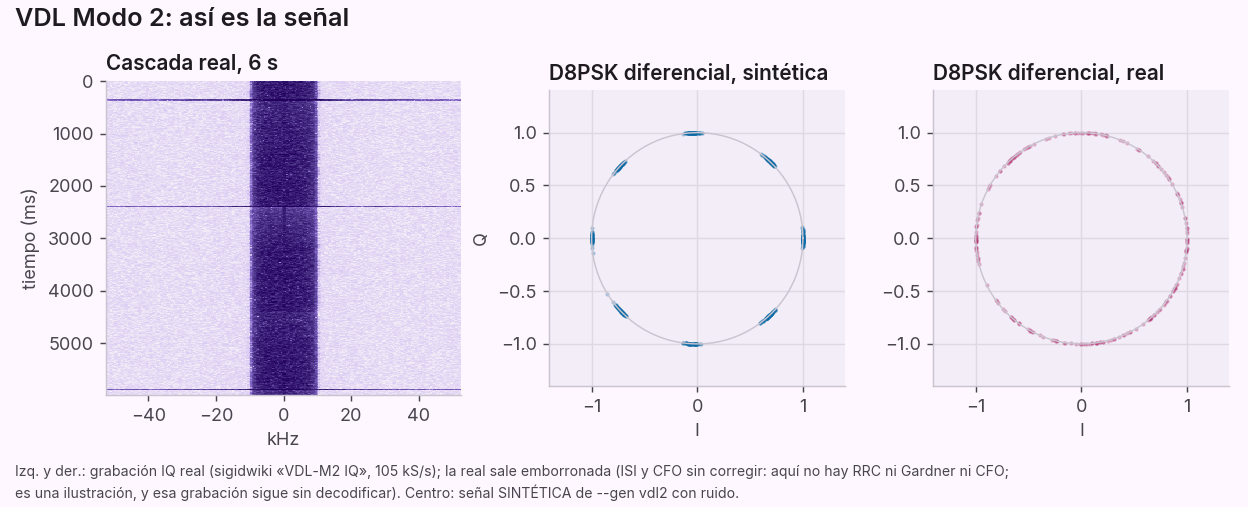 VDL Modo 2: así es la señal
Cascada real, 6 s
0
1000
2000
3000
4000
5000
tiempo (ms)
−40
−20
0
20
40
kHz
D8PSK diferencial, sintética
1.0
0.5
0.0
−0.5
−1.0
Q
−1
0
1
I
D8PSK diferencial, real
1.0
0.5
0.0
−0.5
−1.0
−1
0
1
I
Izq. y der.: grabación IQ real (sigidwiki «VDL-M2 IQ», 105 kS/s); la real sale emborronada (ISI y CFO sin corregir: aquí no hay RRC ni Gardner ni CFO;
es una ilustración, y esa grabación sigue sin decodificar). Centro: señal SINTÉTICA de --gen vdl2 con ruido.